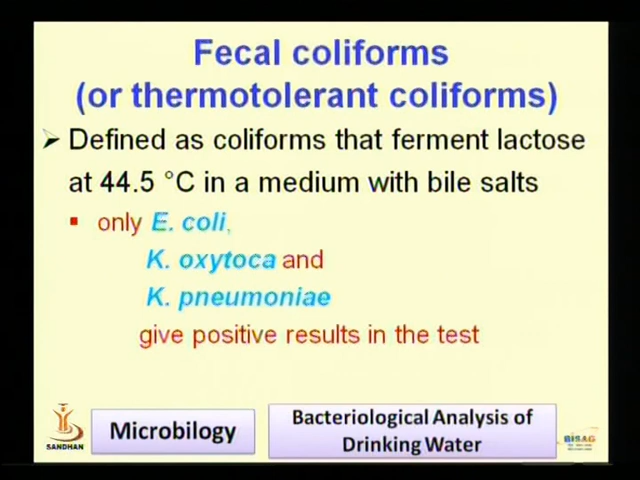 Fecal coliforms
(or thermotolerant coliforms)
➢ Defined as coliforms that ferment lactose
at 44.5 °C in a medium with bile salts
▪ only E. coli,
K. oxytoca and
K. pneumoniae
give positive results in the test
SANDHAN
Microbilogy
Bacteriological Analysis of
Drinking Water
BISAG